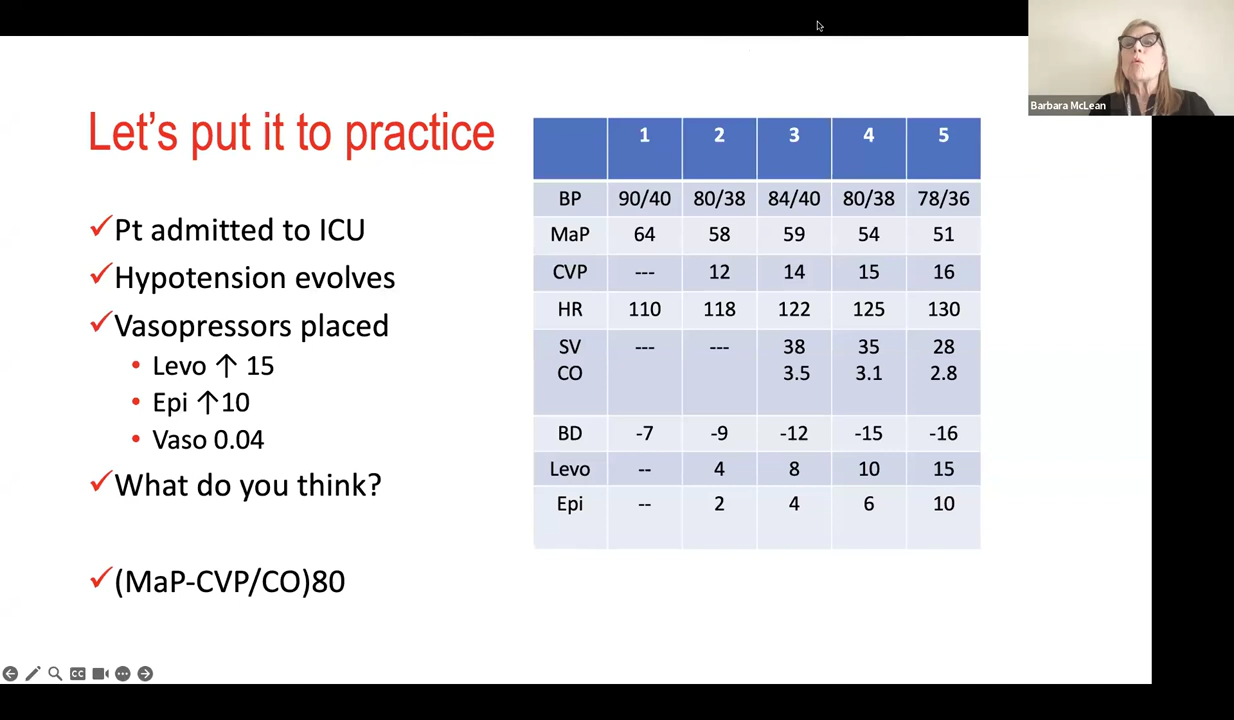 Barbara McLean
Let's put it to practice
✓Pt admitted to ICU
✓Hypotension evolves
✓Vasopressors placed
• Levo ↑ 15
• Epi ↑10
• Vaso 0.04
✓What do you think?
✓(MaP-CVP/CO)80
1 2 3 4 5
BP 90/40 80/38 84/40 80/38 78/36
MaP 64 58 59 54 51
CVP --- 12 14 15 16
HR 110 118 122 125 130
SV --- --- 38 35 28
CO 3.5 3.1 2.8
BD -7 -9 -12 -15 -16
Levo -- 4 8 10 15
Epi -- 2 4 6 10
CC